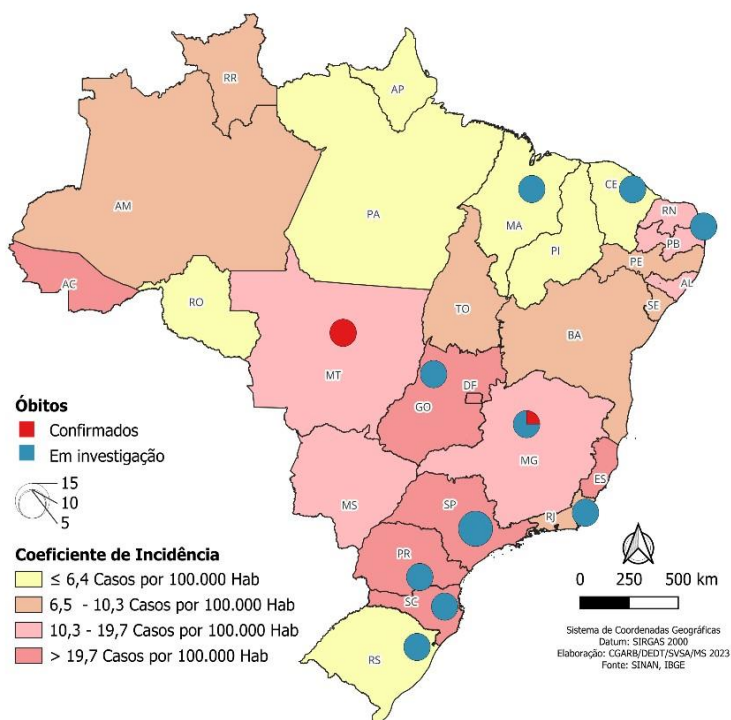 RR
AP
AM
PA
MA
CE
RN
PB
PI
PE
AL
SE
AC
RO
TO
BA
MT
GO
DF
MG
ES
MS
SP
RJ
PR
SC
RS
Óbitos
Confirmados
Em investigação
15
10
5
Coeficiente de Incidência
≤ 6,4 Casos por 100.000 Hab
6,5 - 10,3 Casos por 100.000 Hab
10,3 - 19,7 Casos por 100.000 Hab
> 19,7 Casos por 100.000 Hab
0 250 500 km
Sistema de Coordenadas Geográficas
Datum: SIRGAS 2000
Elaboração: CGARB/DEDT/SVSA/MS 2023
Fonte: SINAN, IBGE